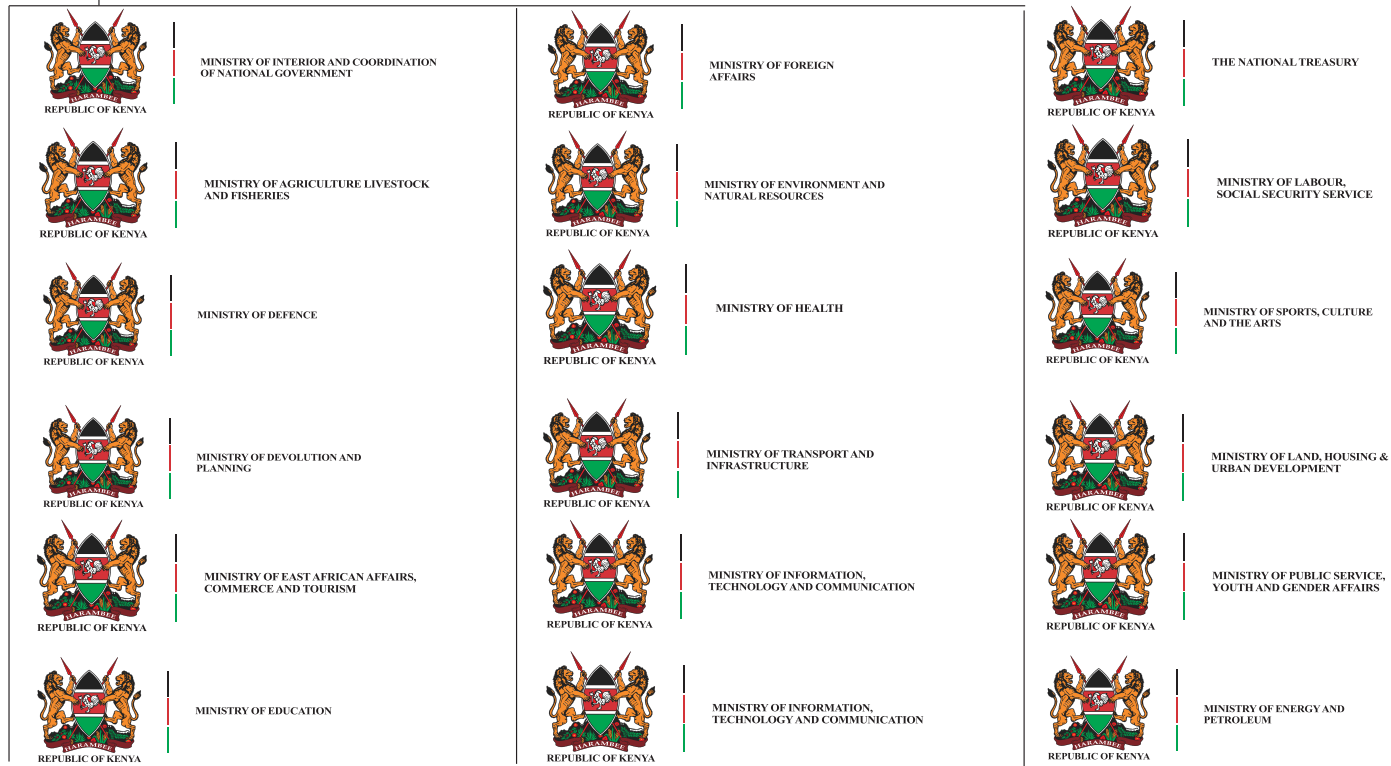 MINISTRY OF INTERIOR AND COORDINATION
OF NATIONAL GOVERNMENT
HARAMBEE
REPUBLIC OF KENYA
MINISTRY OF FOREIGN
AFFAIRS
HARAMBEE
REPUBLIC OF KENYA
THE NATIONAL TREASURY
HARAMBEE
REPUBLIC OF KENYA
MINISTRY OF AGRICULTURE LIVESTOCK
AND FISHERIES
HARAMBEE
REPUBLIC OF KENYA
MINISTRY OF ENVIRONMENT AND
NATURAL RESOURCES
HARAMBEE
REPUBLIC OF KENYA
MINISTRY OF LABOUR,
SOCIAL SECURITY SERVICE
HARAMBEE
REPUBLIC OF KENYA
MINISTRY OF DEFENCE
HARAMBEE
REPUBLIC OF KENYA
MINISTRY OF HEALTH
HARAMBEE
REPUBLIC OF KENYA
MINISTRY OF SPORTS, CULTURE
AND THE ARTS
HARAMBEE
REPUBLIC OF KENYA
MINISTRY OF DEVOLUTION AND
PLANNING
HARAMBEE
REPUBLIC OF KENYA
MINISTRY OF TRANSPORT AND
INFRASTRUCTURE
HARAMBEE
REPUBLIC OF KENYA
MINISTRY OF LAND, HOUSING &
URBAN DEVELOPMENT
HARAMBEE
REPUBLIC OF KENYA
MINISTRY OF EAST AFRICAN AFFAIRS,
COMMERCE AND TOURISM
HARAMBEE
REPUBLIC OF KENYA
MINISTRY OF INFORMATION,
TECHNOLOGY AND COMMUNICATION
HARAMBEE
REPUBLIC OF KENYA
MINISTRY OF PUBLIC SERVICE,
YOUTH AND GENDER AFFAIRS
HARAMBEE
REPUBLIC OF KENYA
MINISTRY OF EDUCATION
HARAMBEE
REPUBLIC OF KENYA
MINISTRY OF INFORMATION,
TECHNOLOGY AND COMMUNICATION
HARAMBEE
REPUBLIC OF KENYA
MINISTRY OF ENERGY AND
PETROLEUM
HARAMBEE
REPUBLIC OF KENYA